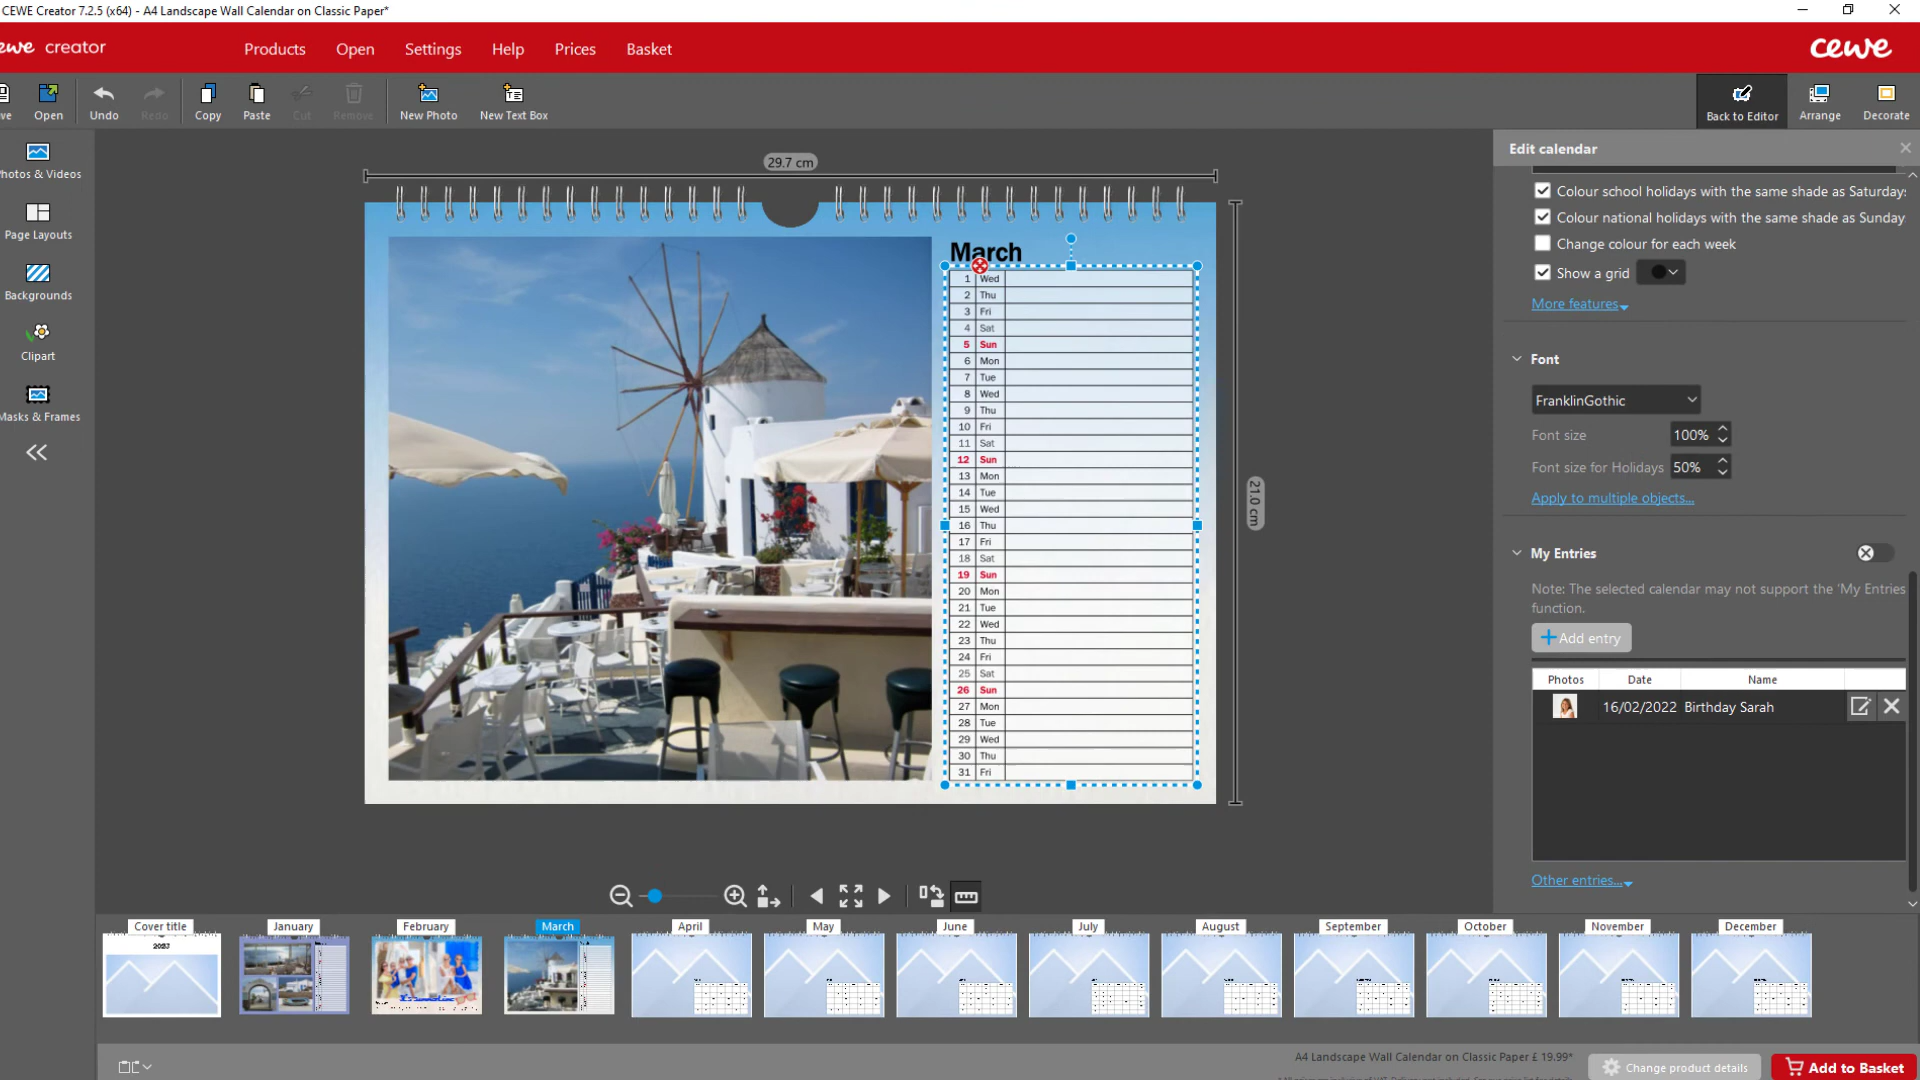 CEWE Creator 7.2.5 (x64) - A4 Landscape Wall Calendar on Classic Paper*
creator
Products
Open
Settings
Help
Prices
Basket
cewe
Open
Undo
Redo
Copy
Paste
Cut
Remove
New Photo
New Text Box
Back to Editor
Arrange
Decorate
hotos & Videos
Page Layouts
Backgrounds
Clipart
Masks & Frames
29.7 cm
21.0 cm
March
1 Wed
2 Thu
3 Fri
4 Sat
5 Sun
6 Mon
7 Tue
8 Wed
9 Thu
10 Fri
11 Sat
12 Sun
13 Mon
14 Tue
15 Wed
16 Thu
17 Fri
18 Sat
19 Sun
20 Mon
21 Tue
22 Wed
23 Thu
24 Fri
25 Sat
26 Sun
27 Mon
28 Tue
29 Wed
30 Thu
31 Fri
Edit calendar
Colour school holidays with the same shade as Saturday
Colour national holidays with the same shade as Sunday
Change colour for each week
Show a grid
More features
Font
FranklinGothic
Font size 100%
Font size for Holidays 50%
Apply to multiple objects...
My Entries
Note: The selected calendar may not support the 'My Entries
function.
Add entry
Photos Date Name
16/02/2022 Birthday Sarah
Other entries...
Cover title
January
February
March
April
May
June
July
August
September
October
November
December
A4 Landscape Wall Calendar on Classic Paper £ 19.99*
Change product details
Add to Basket